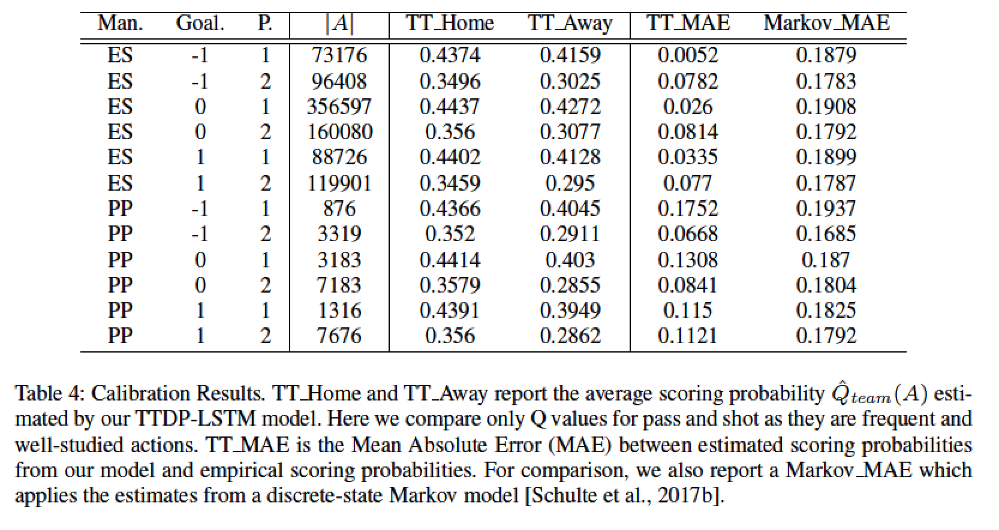 Man. Goal. P. |A| TT_Home TT_Away TT_MAE Markov_MAE
ES -1 1 73176 0.4374 0.4159 0.0052 0.1879
ES -1 2 96408 0.3496 0.3025 0.0782 0.1783
ES 0 1 356597 0.4437 0.4272 0.026 0.1908
ES 0 2 160080 0.356 0.3077 0.0814 0.1792
ES 1 1 88726 0.4402 0.4128 0.0335 0.1899
ES 1 2 119901 0.3459 0.295 0.077 0.1787
PP -1 1 876 0.4366 0.4045 0.1752 0.1937
PP -1 2 3319 0.352 0.2911 0.0668 0.1685
PP 0 1 3183 0.4414 0.403 0.1308 0.187
PP 0 2 7183 0.3579 0.2855 0.0841 0.1804
PP 1 1 1316 0.4391 0.3949 0.115 0.1825
PP 1 2 7676 0.356 0.2862 0.1121 0.1792
Table 4: Calibration Results. TT_Home and TT_Away report the average scoring probability Q̂team(A) esti-
mated by our TTDP-LSTM model. Here we compare only Q values for pass and shot as they are frequent and
well-studied actions. TT_MAE is the Mean Absolute Error (MAE) between estimated scoring probabilities
from our model and empirical scoring probabilities. For comparison, we also report a Markov_MAE which
applies the estimates from a discrete-state Markov model [Schulte et al., 2017b].